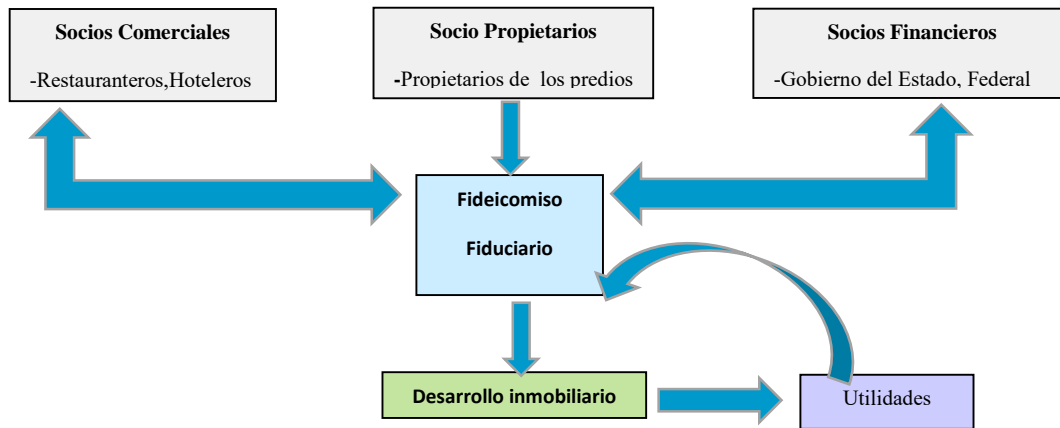 Socios Comerciales
-Restauranteros,Hoteleros
Socio Propietarios
-Propietarios de los predios
Socios Financieros
-Gobierno del Estado, Federal
Fideicomiso
Fiduciario
Desarrollo inmobiliario
Utilidades